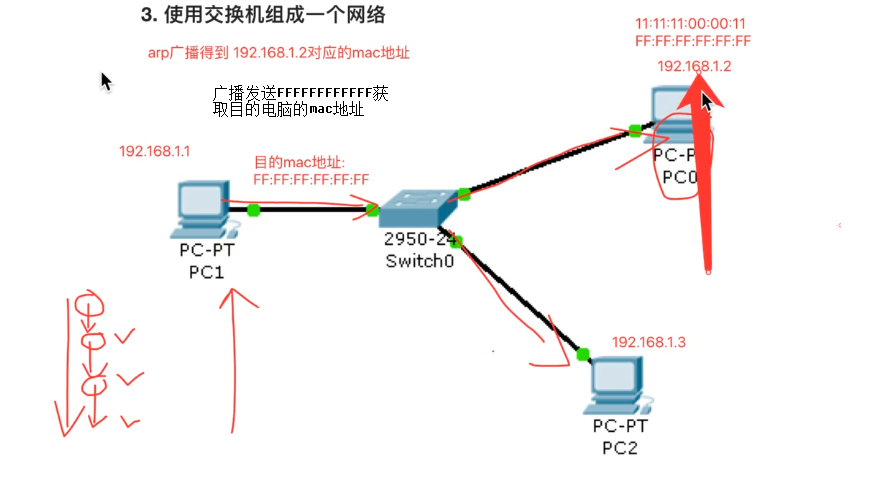 3. 使用交换机组成一个网络
11:11:11:00:00:11
FF:FF:FF:FF:FF:FF
arp广播得到 192.168.1.2对应的mac地址
192.168.1.2
广播发送FFFFFFFFFFFF获
取目的电脑的mac地址
192.168.1.1
目的mac地址:
FF:FF:FF:FF:FF:FF
PC-P
PC0
2950-24
Switch0
PC-PT
PC1
192.168.1.3
PC-PT
PC2